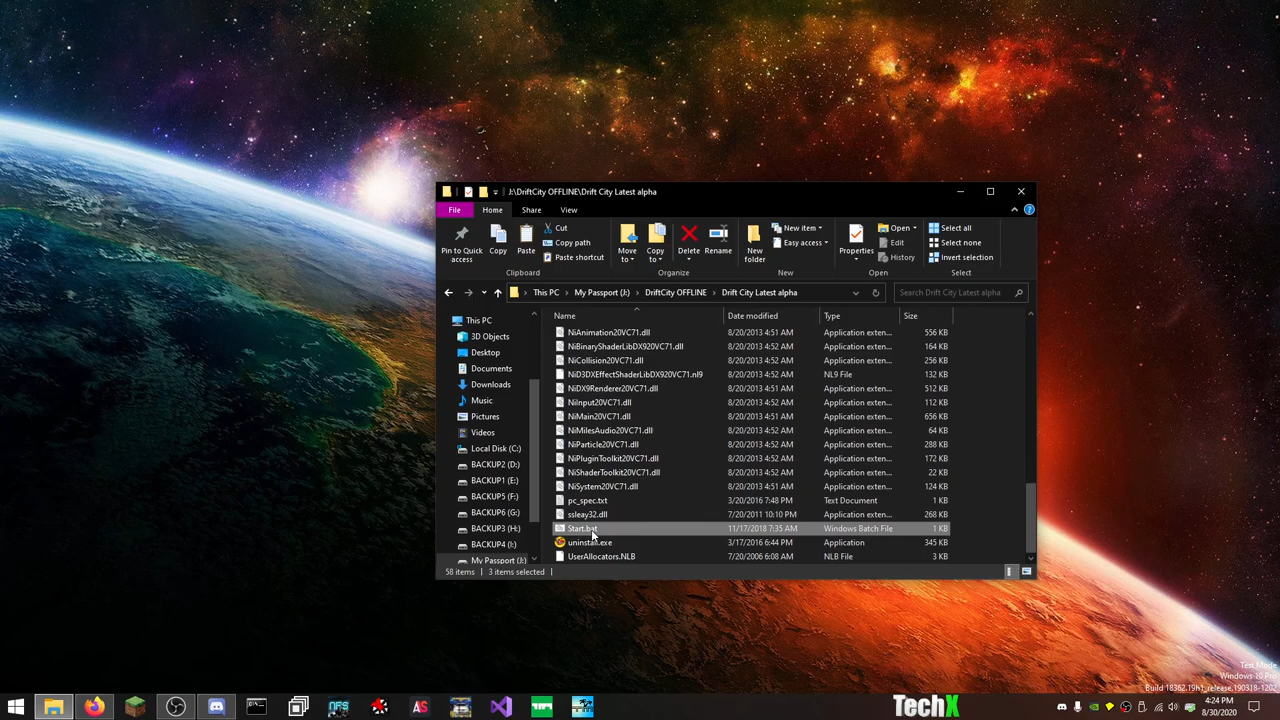 J:\DriftCity OFFLINE\Drift City Latest alpha
File Home Share View
Pin to Quick access
Copy
Paste
Cut
Copy path
Paste shortcut
Move to
Copy to
Delete
Rename
New folder
New item
Easy access
Properties
Open
Edit
History
Select all
Select none
Invert selection
Clipboard Organize New Open Select
This PC My Passport (J:) DriftCity OFFLINE Drift City Latest alpha Search Drift City Latest alpha
This PC
3D Objects
Desktop
Documents
Downloads
Music
Pictures
Videos
Local Disk (C:)
BACKUP2 (D:)
BACKUP1 (E:)
BACKUP5 (F:)
BACKUP6 (G:)
BACKUP3 (H:)
BACKUP4 (I:)
My Passport (J:)
Name Date modified Type Size
NiAnimation20VC71.dll 8/20/2013 4:51 AM Application exten... 556 KB
NiBinaryShaderLibDX920VC71.dll 8/20/2013 4:52 AM Application exten... 164 KB
NiCollision20VC71.dll 8/20/2013 4:52 AM Application exten... 256 KB
NiD3DXEffectShaderLibDX920VC71.nl9 8/20/2013 4:52 AM NL9 File 132 KB
NiDX9Renderer20VC71.dll 8/20/2013 4:51 AM Application exten... 512 KB
NiInput20VC71.dll 8/20/2013 4:52 AM Application exten... 112 KB
NiMain20VC71.dll 8/20/2013 4:51 AM Application exten... 656 KB
NiMilesAudio20VC71.dll 8/20/2013 4:52 AM Application exten... 64 KB
NiParticle20VC71.dll 8/20/2013 4:52 AM Application exten... 288 KB
NiPluginToolkit20VC71.dll 8/20/2013 4:52 AM Application exten... 172 KB
NiShaderToolkit20VC71.dll 8/20/2013 4:52 AM Application exten... 22 KB
NiSystem20VC71.dll 8/20/2013 4:51 AM Application exten... 124 KB
pc_spec.txt 3/20/2016 7:48 PM Text Document 1 KB
ssleay32.dll 7/20/2011 10:10 PM Application exten... 268 KB
Start.bat 11/17/2018 7:35 AM Windows Batch File 1 KB
uninstall.exe 3/17/2016 6:44 PM Application 345 KB
UserAllocators.NLB 7/20/2006 6:08 AM NLB File 3 KB
58 items 3 items selected
Test Mode
Windows 10 Pro
Build 18362.19h1_release.190318-1202
NFS
AS
TechX
4:24 PM
8/30/2020